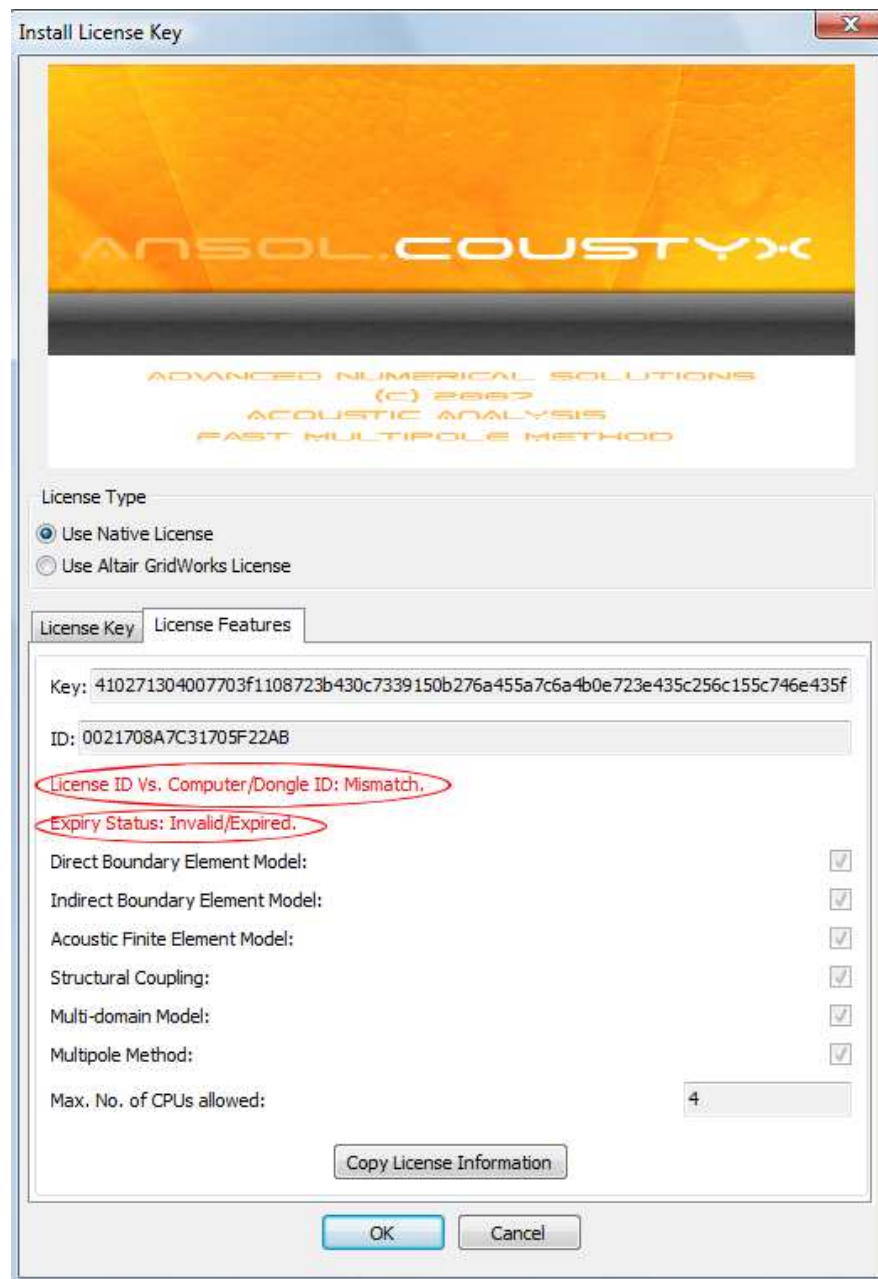 Install License Key
ANSOL.COUSTYX
ADVANCED NUMERICAL SOLUTIONS
(C) 2007
ACOUSTIC ANALYSIS
FAST MULTIPOLE METHOD
License Type
Use Native License
Use Altair GridWorks License
License Key License Features
Key: 410271304007703f1108723b430c7339150b276a455a7c6a4b0e723e435c256c155c746e435f
ID: 0021708A7C31705F22AB
License ID Vs. Computer/Dongle ID: Mismatch.
Expiry Status: Invalid/Expired.
Direct Boundary Element Model:
Indirect Boundary Element Model:
Acoustic Finite Element Model:
Structural Coupling:
Multi-domain Model:
Multipole Method:
Max. No. of CPUs allowed: 4
Copy License Information
OK Cancel